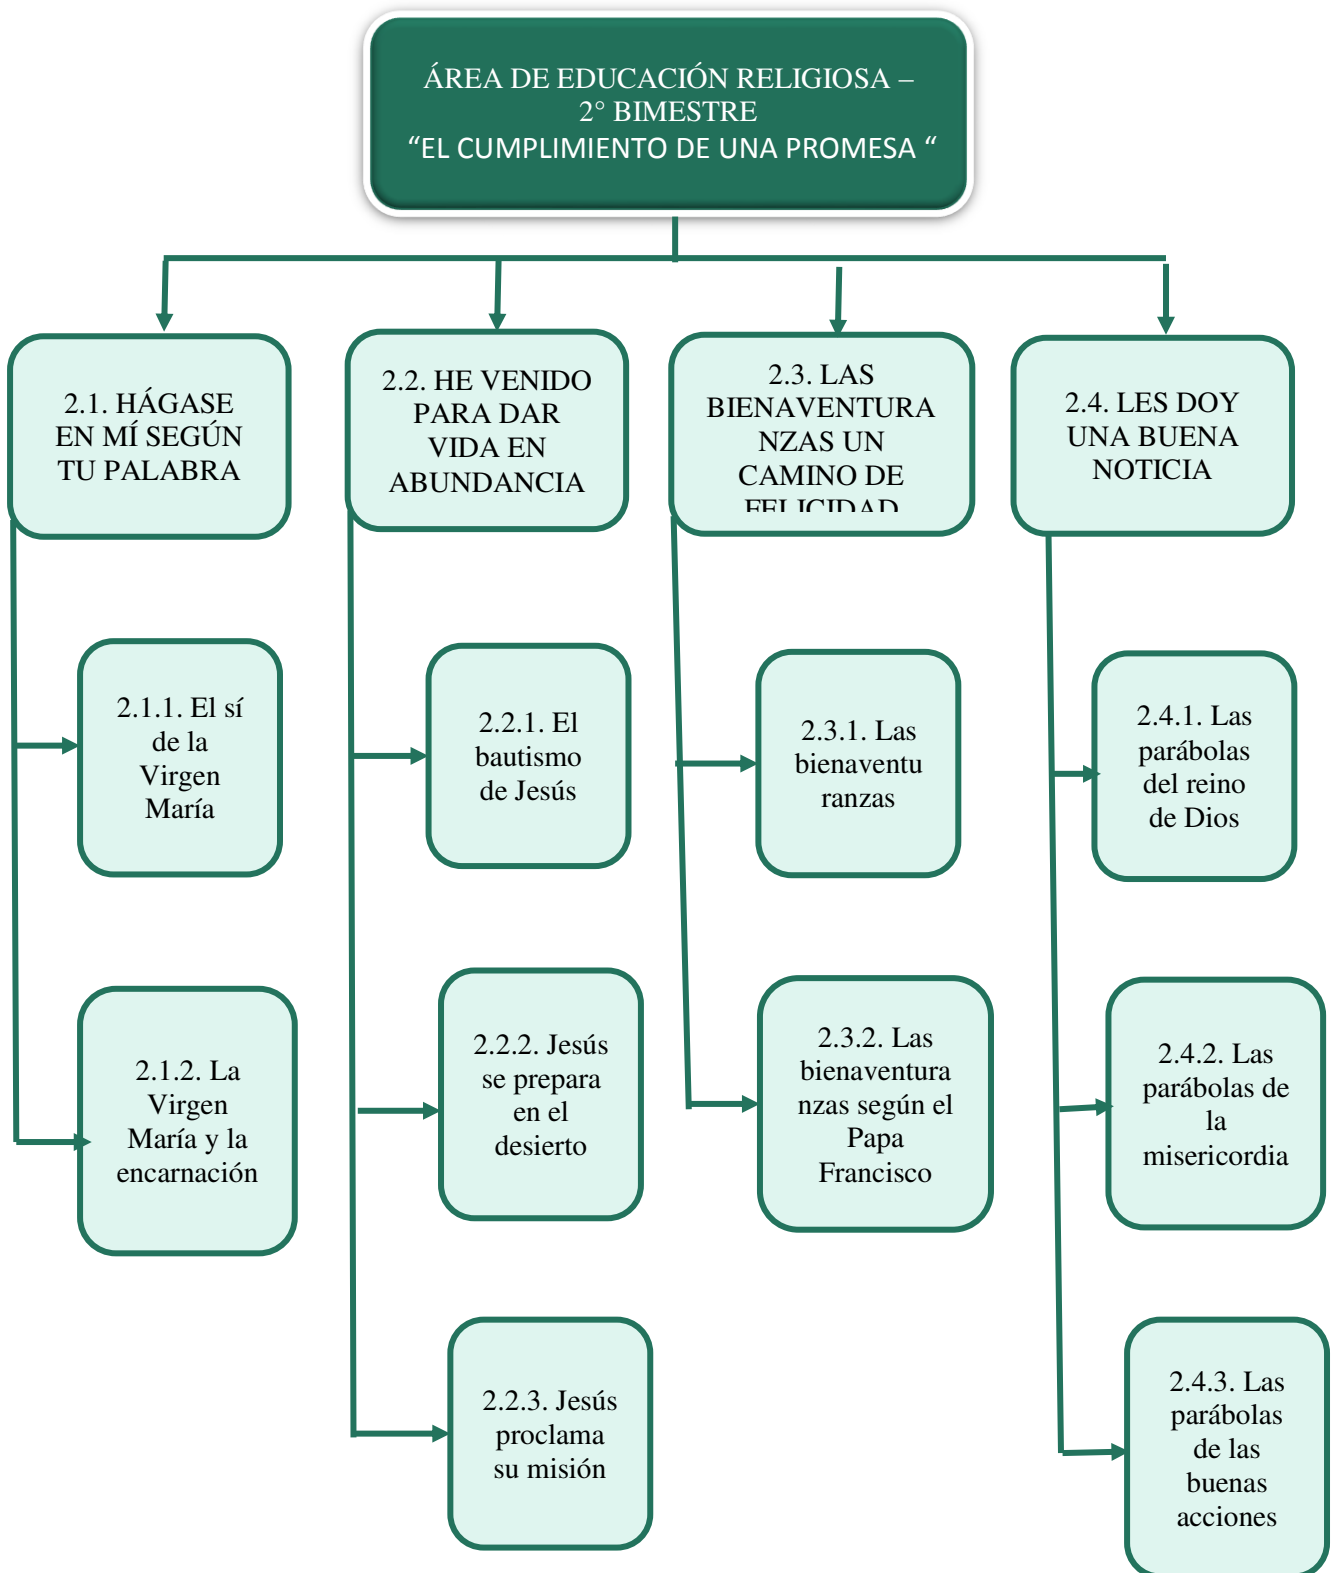 ÁREA DE EDUCACIÓN RELIGIOSA –
2° BIMESTRE
“EL CUMPLIMIENTO DE UNA PROMESA “
2.1. HÁGASE
EN MÍ SEGÚN
TU PALABRA
2.2. HE VENIDO
PARA DAR
VIDA EN
ABUNDANCIA
2.3. LAS
BIENAVENTURA
NZAS UN
CAMINO DE
FELICIDAD
2.4. LES DOY
UNA BUENA
NOTICIA
2.1.1. El sí
de la
Virgen
María
2.2.1. El
bautismo
de Jesús
2.3.1. Las
bienaventu
ranzas
2.4.1. Las
parábolas
del reino
de Dios
2.1.2. La
Virgen
María y la
encarnación
2.2.2. Jesús
se prepara
en el
desierto
2.3.2. Las
bienaventura
nzas según el
Papa
Francisco
2.4.2. Las
parábolas de
la
misericordia
2.2.3. Jesús
proclama
su misión
2.4.3. Las
parábolas
de las
buenas
acciones